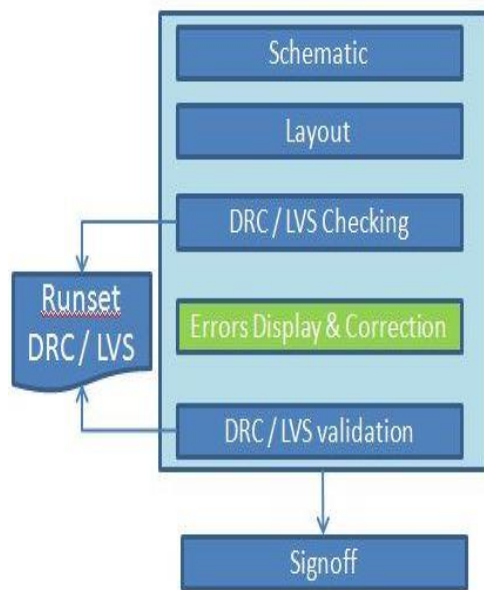 Schematic
Layout
DRC / LVS Checking
Runset
DRC / LVS
Errors Display & Correction
DRC / LVS validation
Signoff